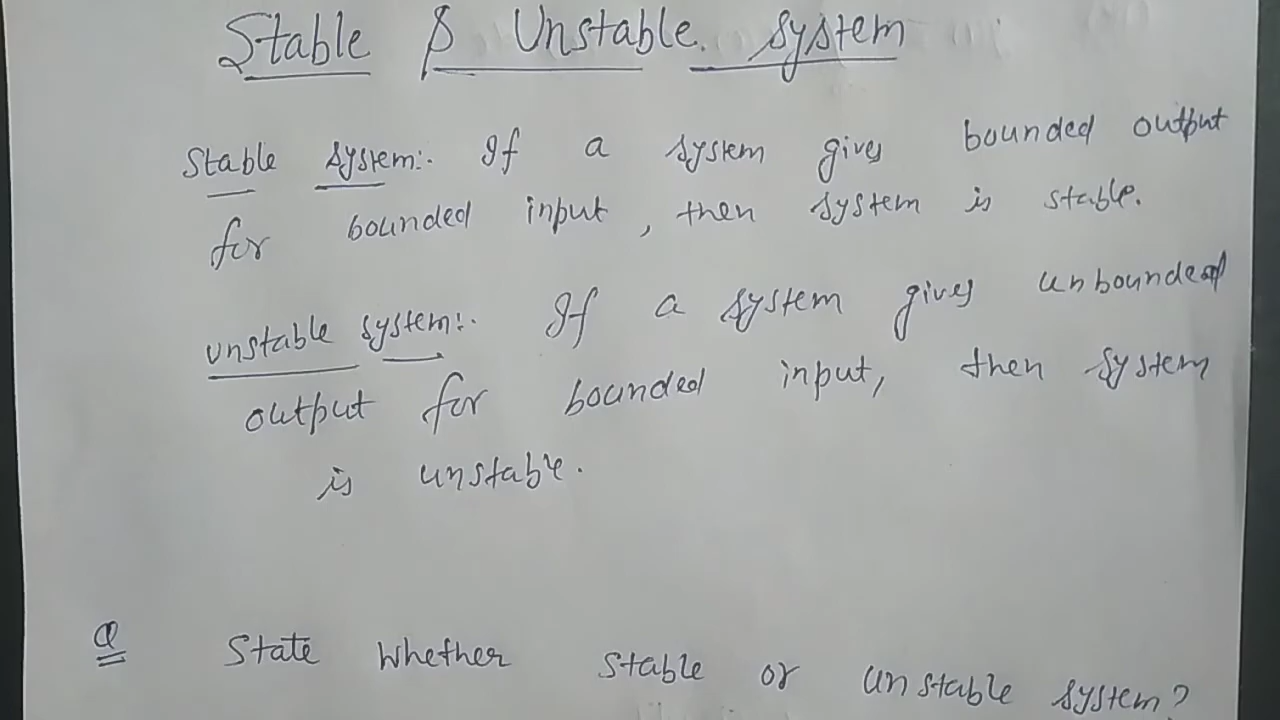 Stable & Unstable System
Stable System:- If a system gives bounded output
for bounded input, then system is stable.
unstable system:- If a system gives unbounded
output for bounded input, then system
is unstable.
Q State whether stable or unstable system?